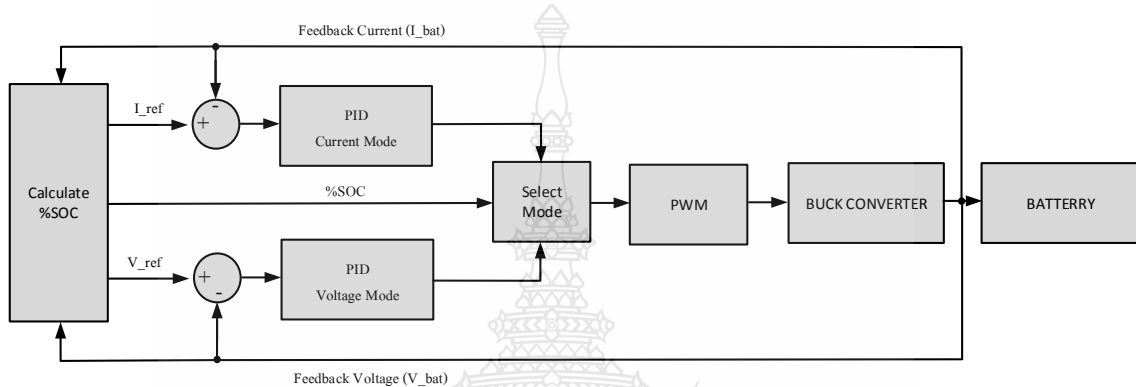 Feedback Current (I_bat)
I_ref
-
+
PID
Current Mode
Calculate
%SOC
%SOC
Select
Mode
PWM
BUCK CONVERTER
BATTERRY
V_ref
+
-
PID
Voltage Mode
Feedback Voltage (V_bat)